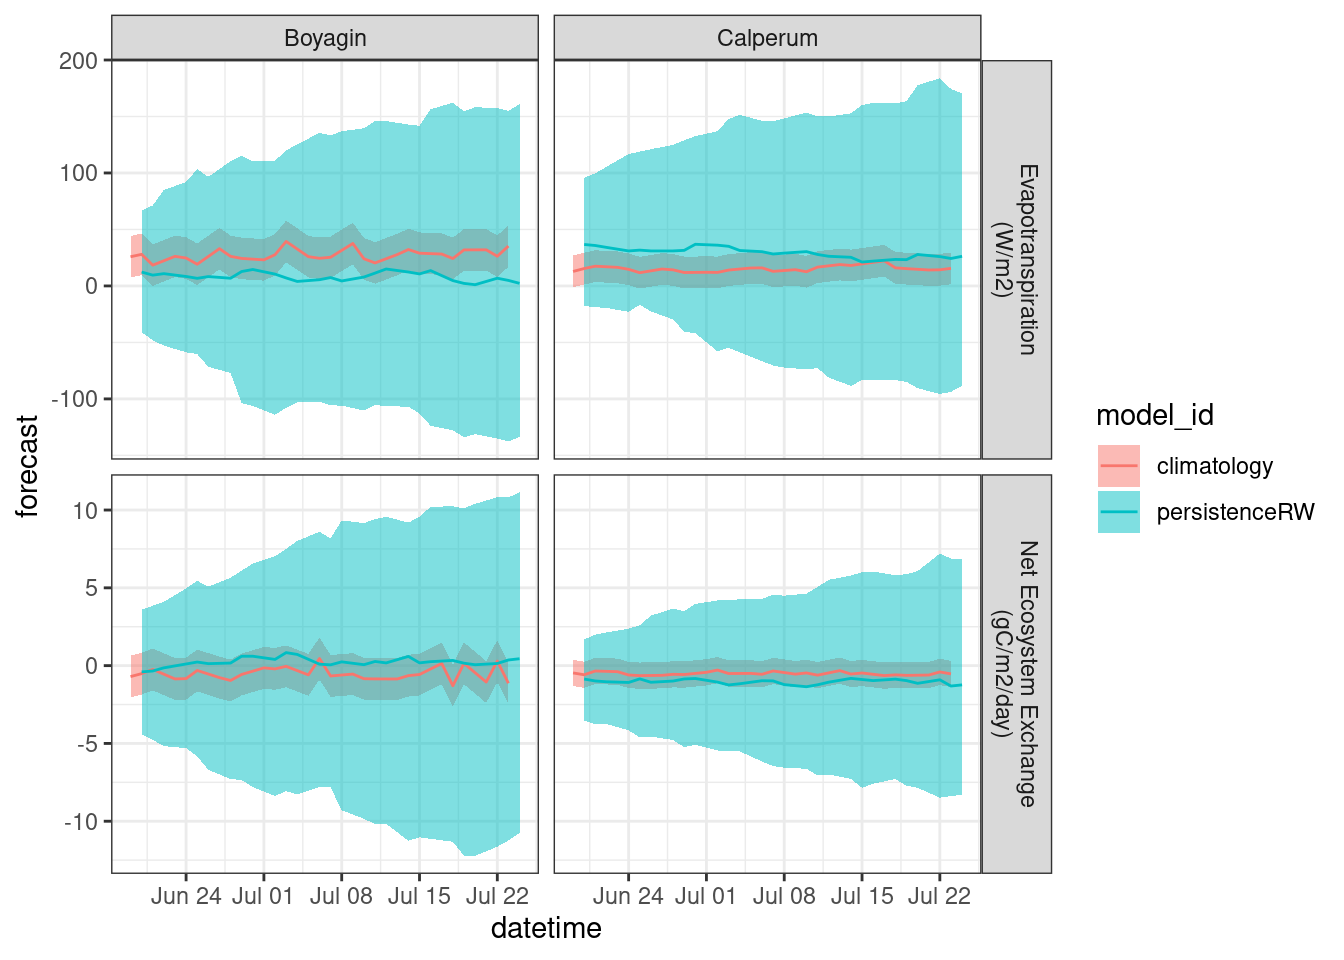 Boyagin
Calperum
200
100
0
-100
Evapotranspiration
(W/m2)
10
5
0
-5
-10
Net Ecosystem Exchange
(gC/m2/day)
Jun 24 Jul 01 Jul 08 Jul 15 Jul 22
Jun 24 Jul 01 Jul 08 Jul 15 Jul 22
datetime
forecast
model_id
climatology
persistenceRW